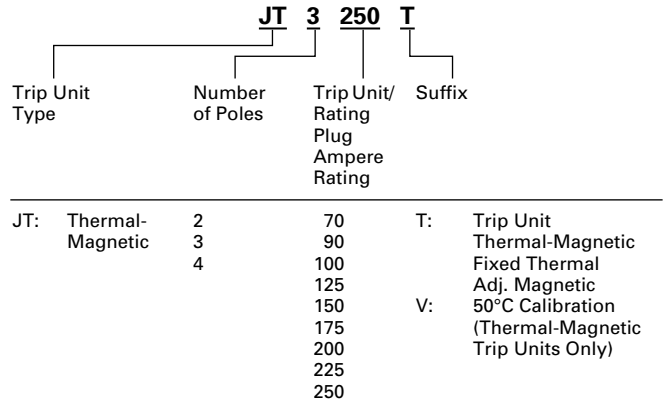 JT 3 250 T
Trip Unit Type
Number of Poles
Trip Unit/ Rating Plug Ampere Rating
Suffix
JT: Thermal-Magnetic
2
3
4
70
90
100
125
150
175
200
225
250
T: Trip Unit
Thermal-Magnetic
Fixed Thermal
Adj. Magnetic
V: 50°C Calibration
(Thermal-Magnetic
Trip Units Only)